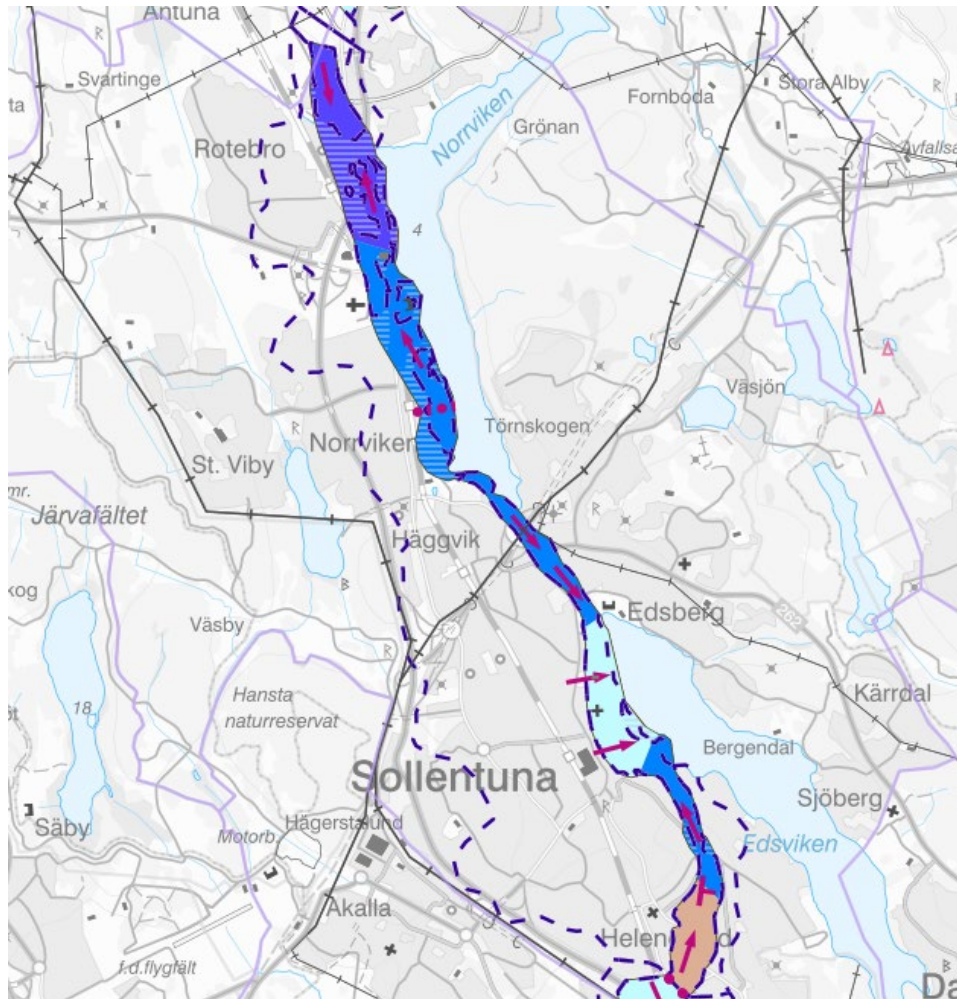 Antuna
Svartinge
Stora Alby
Fornboda
Norrviken
Grönan
Rotebro
4
Väsjön
Törnskogen
Norrviken
St. Viby
Järvafältet
Häggvik
Edsberg
262
Väsby
Hansta
naturreservat
18
Kärrdal
Bergendal
Sollentuna
Sjöberg
Säby
Motorb.
Hägerstalund
Edsviken
Akalla
f.d.flygfält